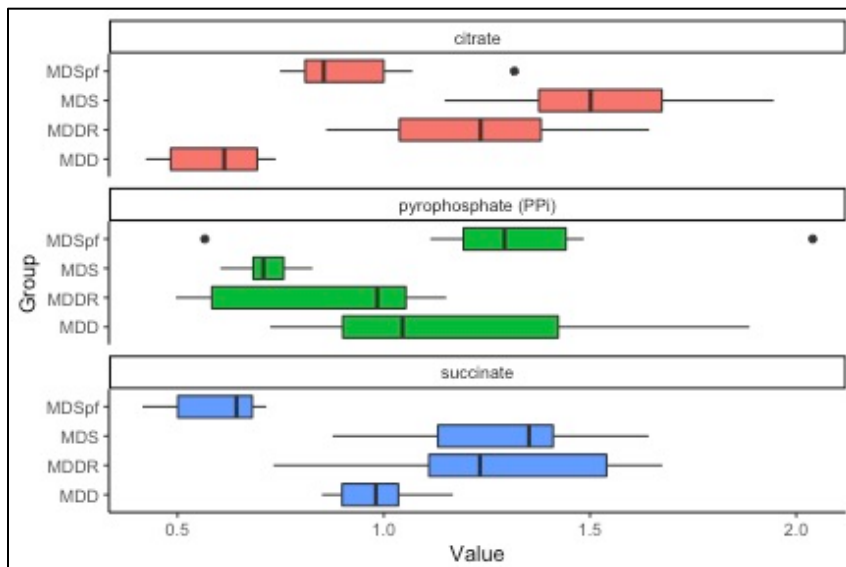 citrate
MDSpf
MDS
MDDR
MDD
pyrophosphate (PPi)
MDSpf
MDS
MDDR
MDD
Group
succinate
MDSpf
MDS
MDDR
MDD
0.5 1.0 1.5 2.0
Value